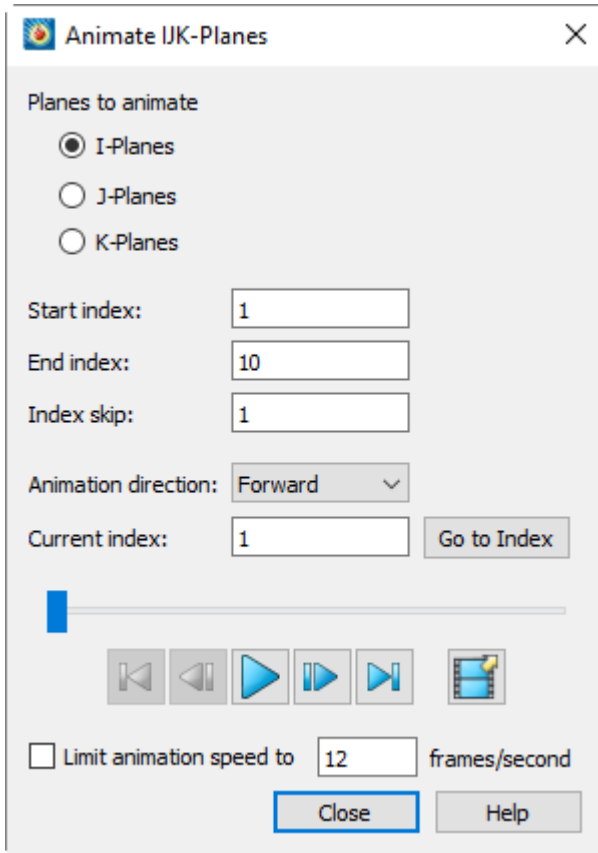 Animate IJK-Planes
Planes to animate
I-Planes
J-Planes
K-Planes
Start index: 1
End index: 10
Index skip: 1
Animation direction: Forward
Current index: 1 Go to Index
Limit animation speed to 12 frames/second
Close Help